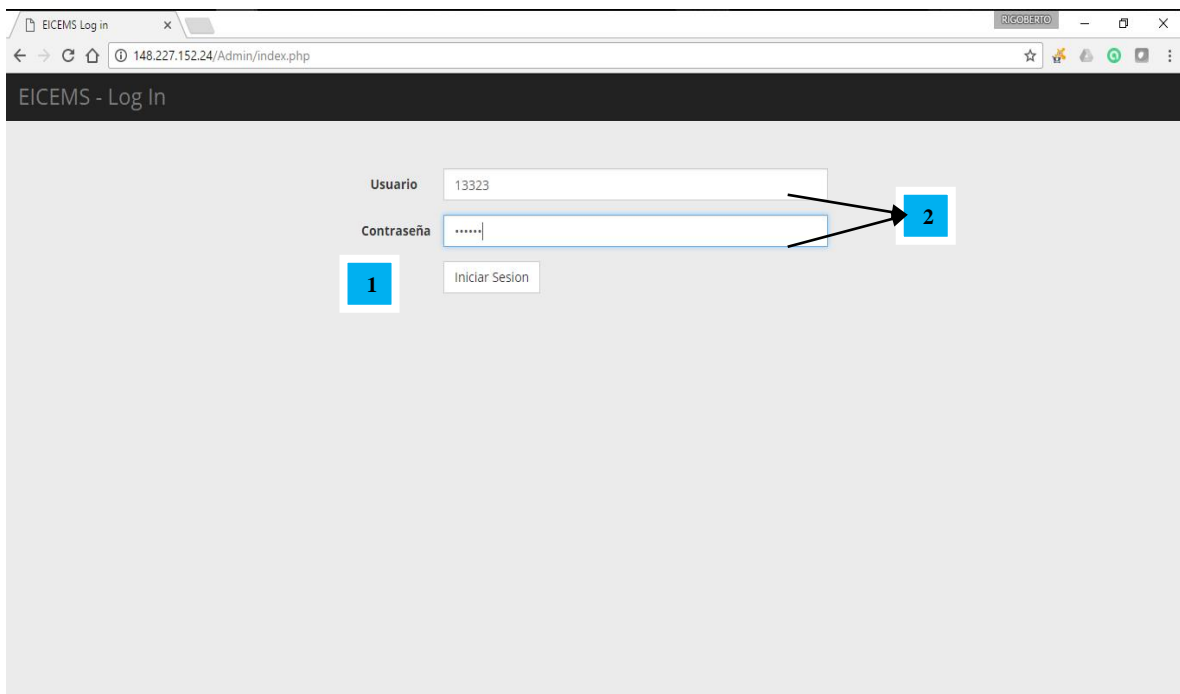 EICEMS Log in
RIGOBERTO
148.227.152.24/Admin/index.php
EICEMS - Log In
Usuario 13323
2
Contraseña ••••••
1 Iniciar Sesion